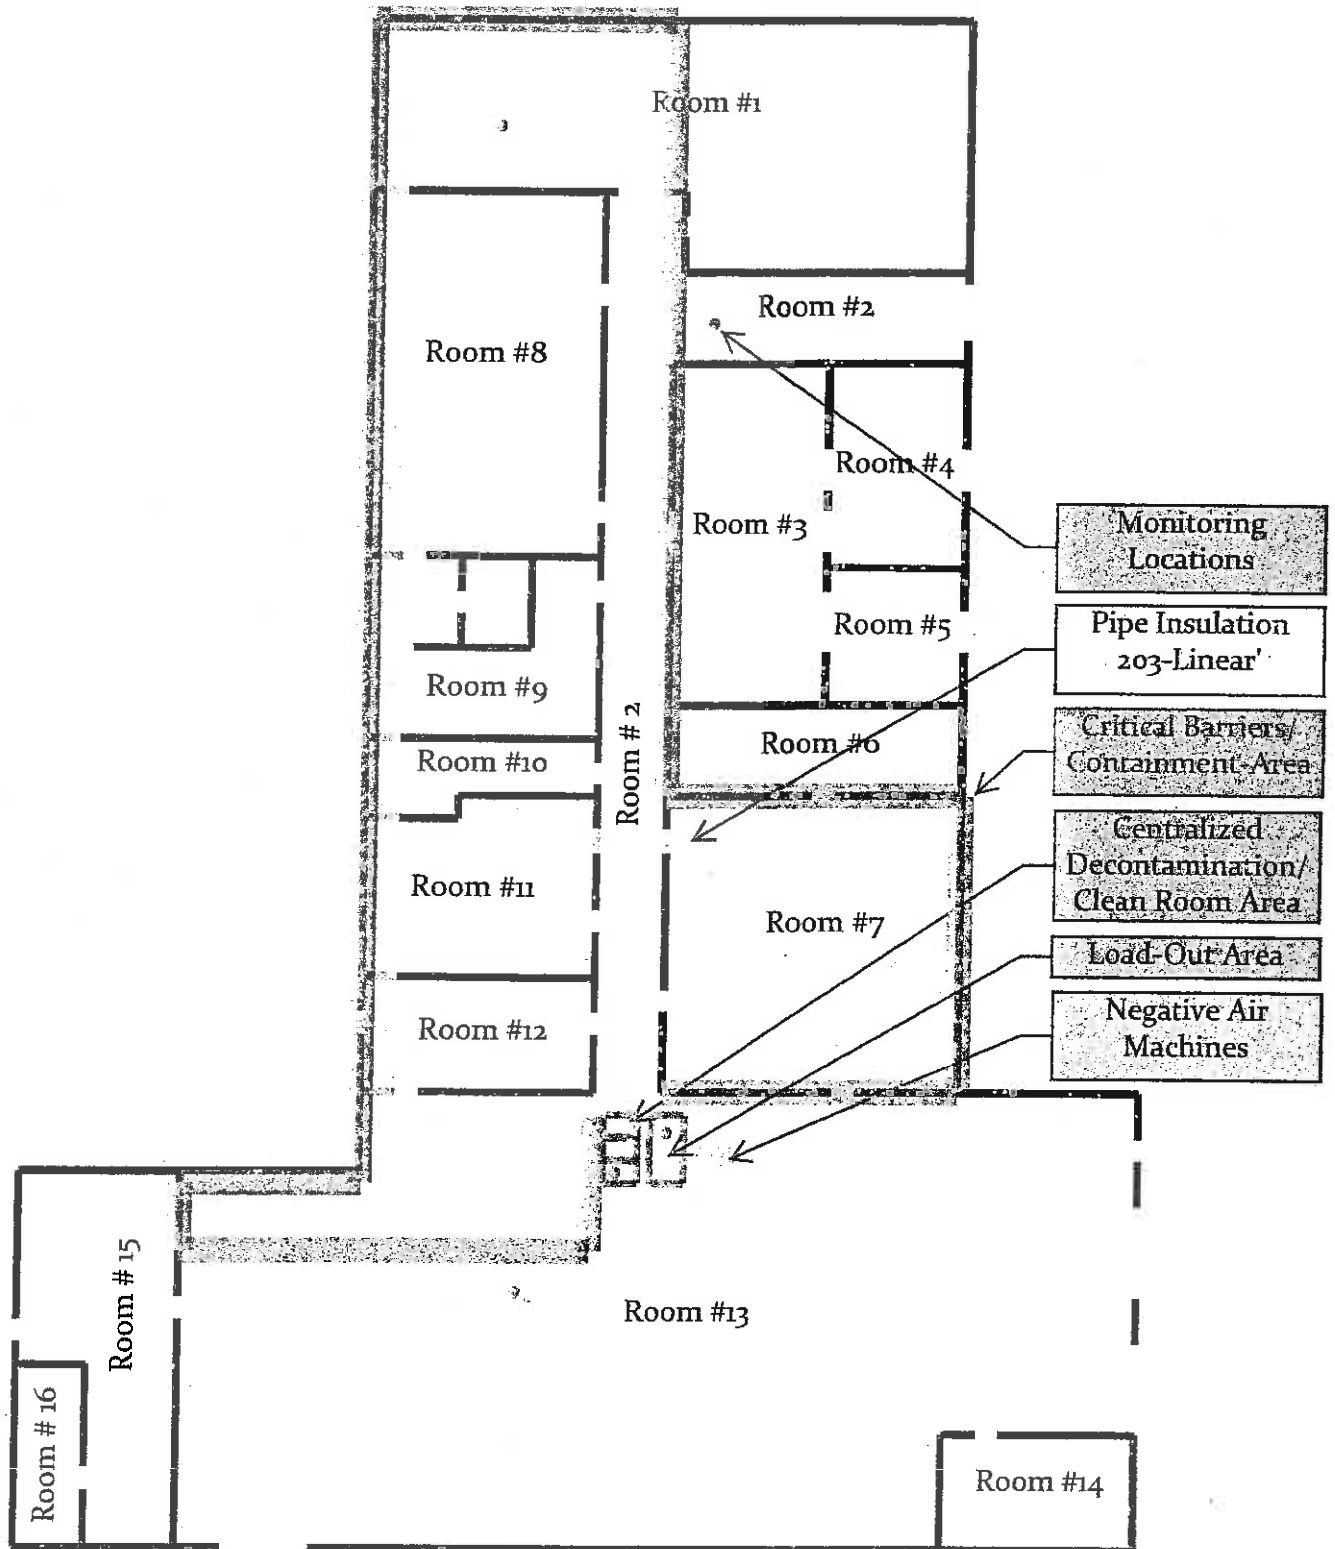 Room #1
Room #2
Room #8
Room #4
Room #3
Monitoring
Locations
Room #5
Pipe Insulation
203-Linear'
Room #9
Room # 2
Room #6
Critical Barriers/
Containment Area
Room #10
Centralized
Decontamination/
Clean Room Area
Room #11
Room #7
Load-Out Area
Room #12
Negative Air
Machines
Room # 15
Room #13
Room # 16
Room #14